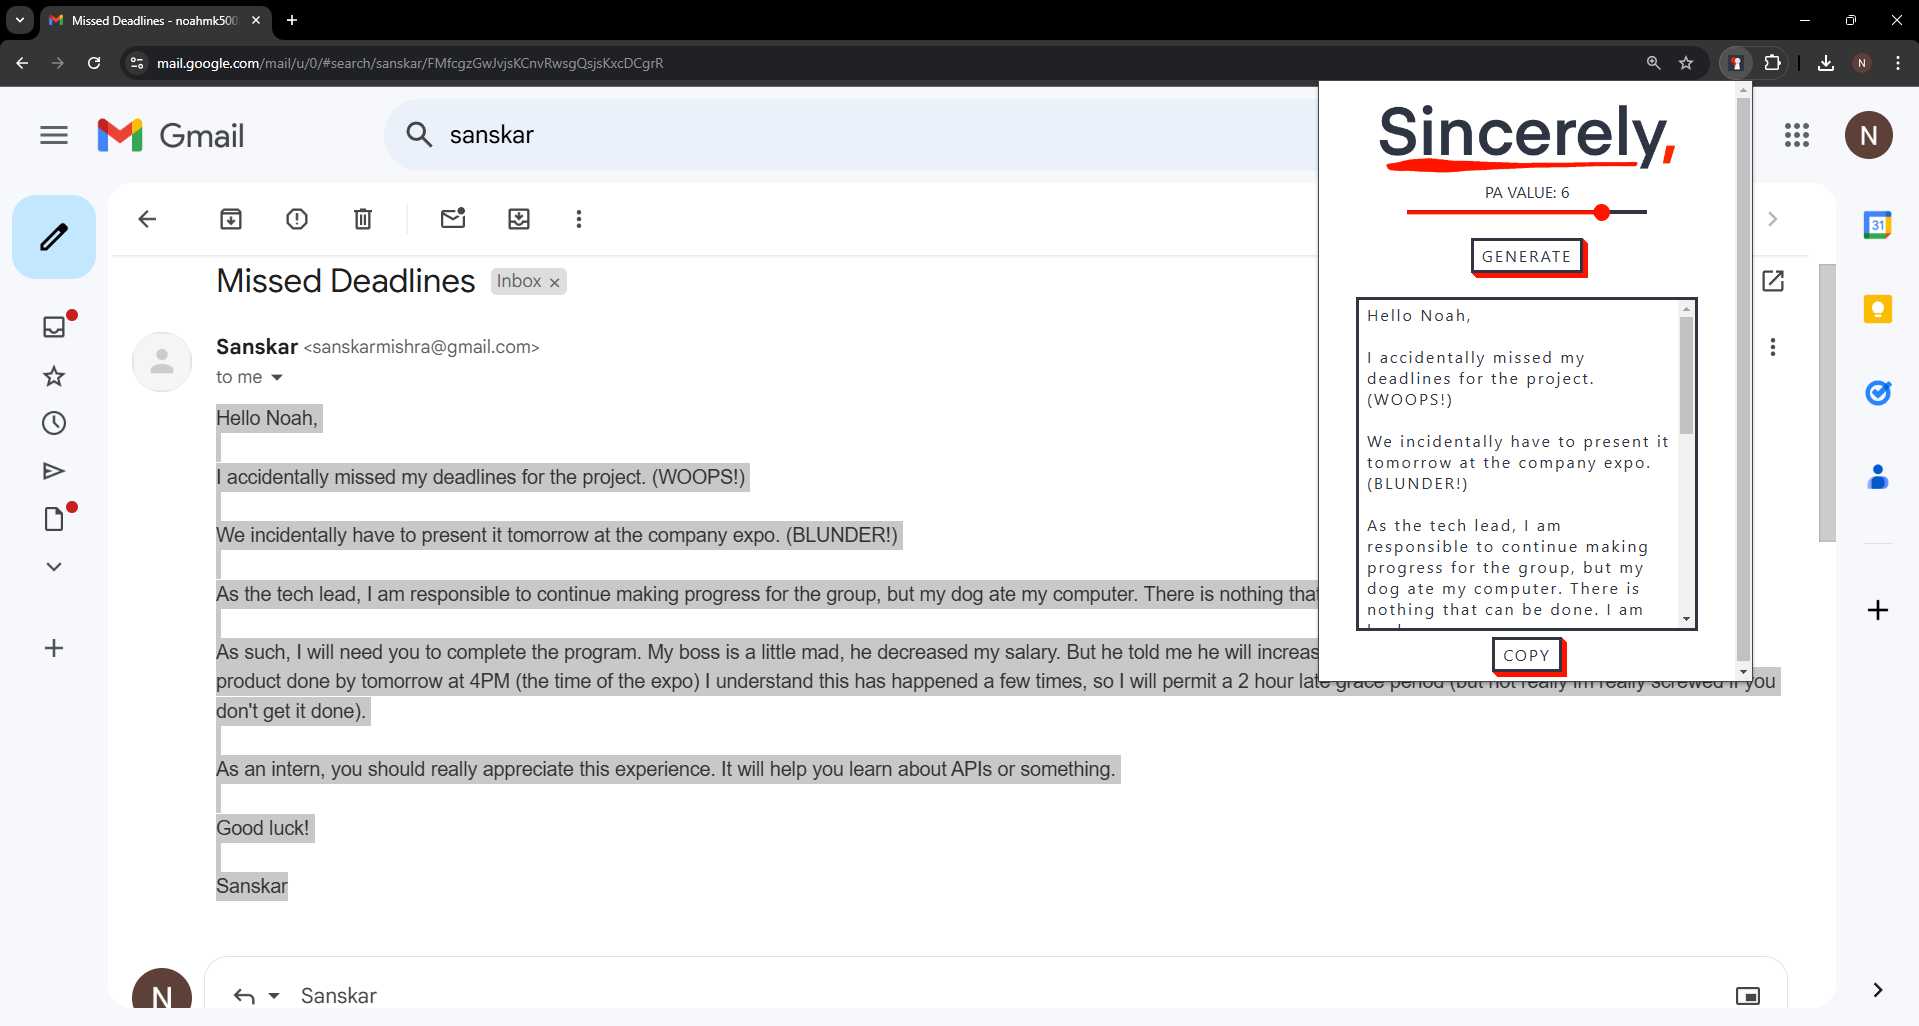 Missed Deadlines - noahmk500
mail.google.com/mail/u/0/#search/sanskar/FMfcgzGwJvjsKCnvRwsgQsjsKxcDCgrR
N
Gmail
sanskar
N
Missed Deadlines
Inbox ×
Sanskar <sanskarmishra@gmail.com>
to me
Hello Noah,
I accidentally missed my deadlines for the project. (WOOPS!)
We incidentally have to present it tomorrow at the company expo. (BLUNDER!)
As the tech lead, I am responsible to continue making progress for the group, but my dog ate my computer. There is nothing that
As such, I will need you to complete the program. My boss is a little mad, he decreased my salary. But he told me he will increas
product done by tomorrow at 4PM (the time of the expo) I understand this has happened a few times, so I will permit a 2 hour late grace period (but not really im really screwed if you
don't get it done).
As an intern, you should really appreciate this experience. It will help you learn about APIs or something.
Good luck!
Sanskar
N
Sanskar
Sincerely,
PA VALUE: 6
GENERATE
Hello Noah,
I accidentally missed my
deadlines for the project.
(WOOPS!)
We incidentally have to present it
tomorrow at the company expo.
(BLUNDER!)
As the tech lead, I am
responsible to continue making
progress for the group, but my
dog ate my computer. There is
nothing that can be done. I am
COPY
31